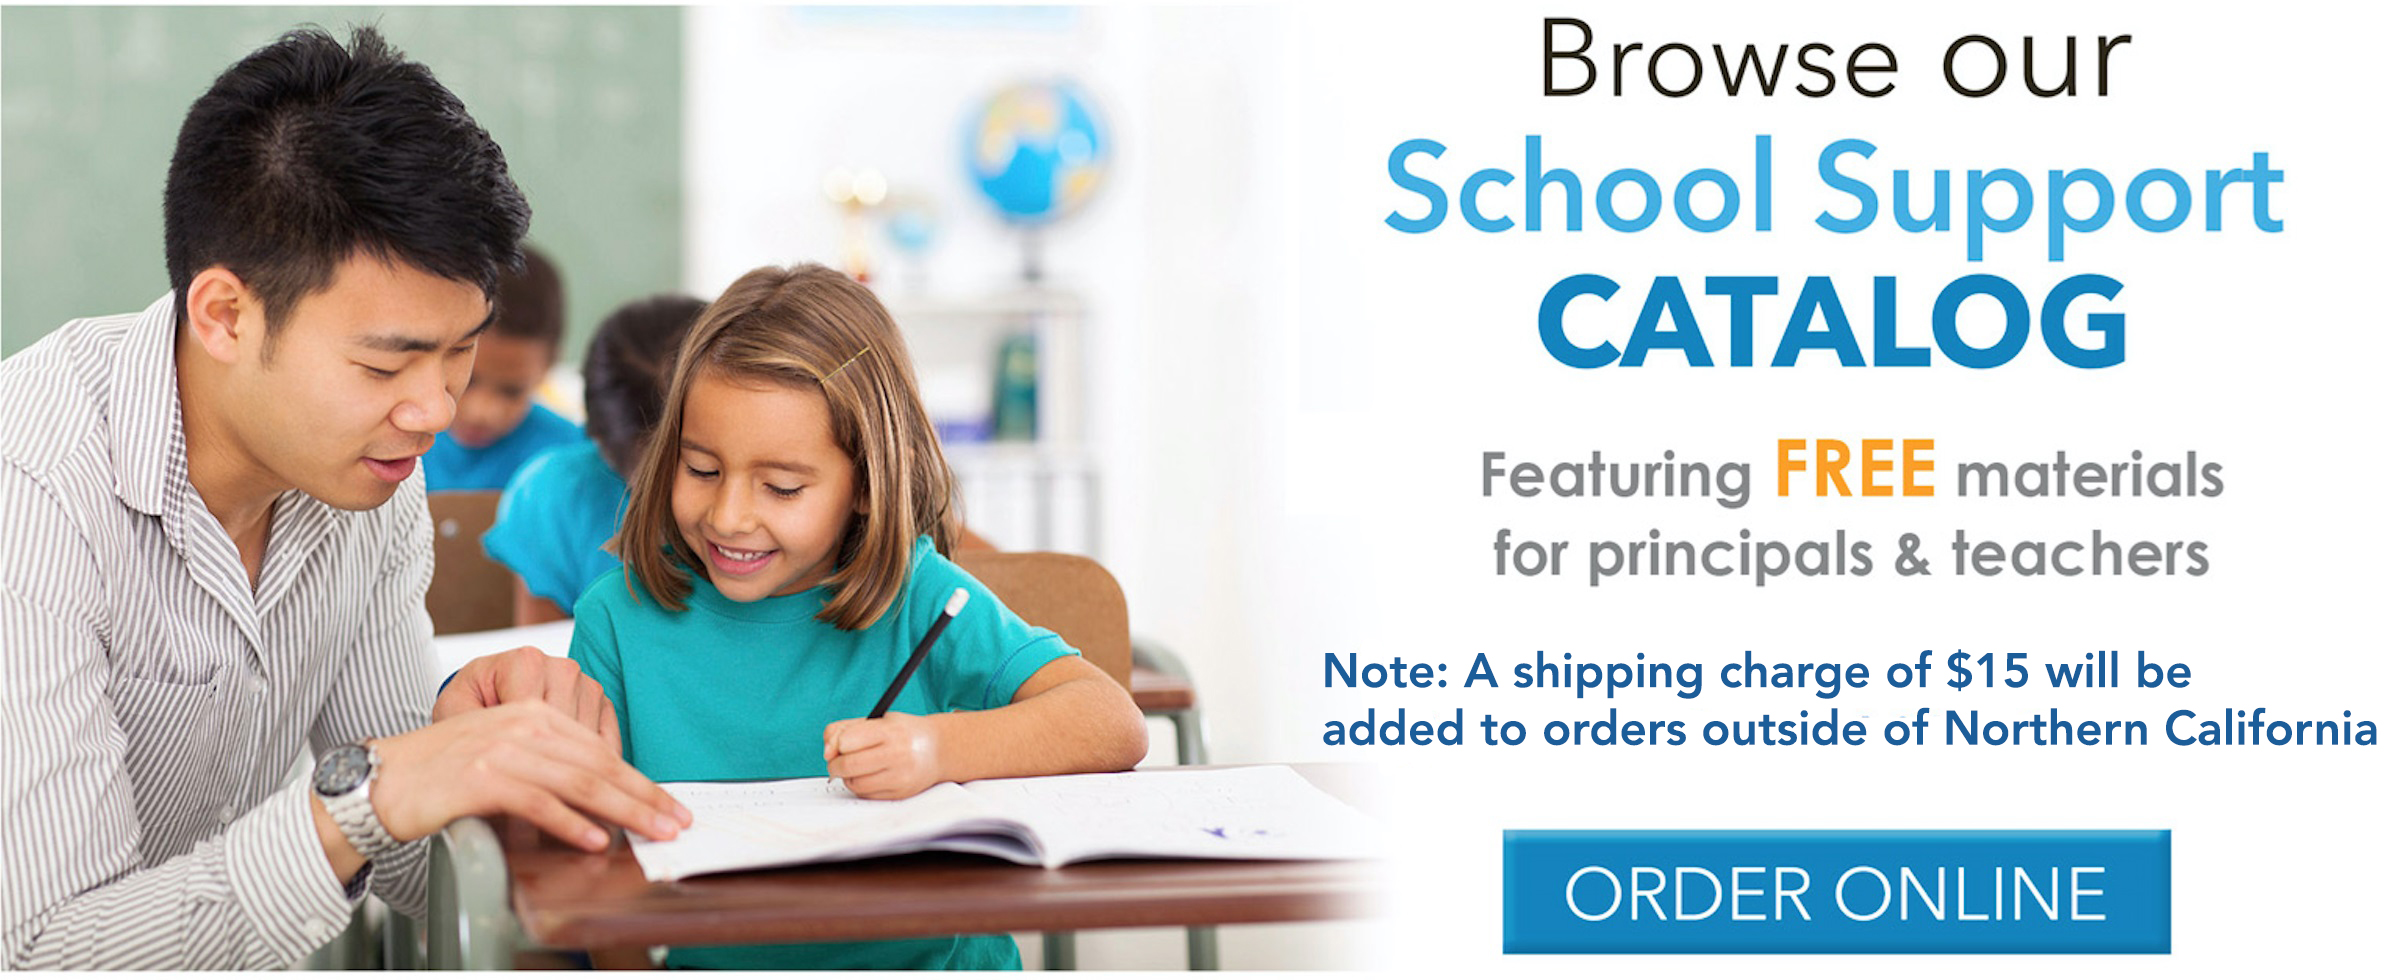 Browse our
School Support
CATALOG
Featuring FREE materials
for principals & teachers
Note: A shipping charge of $15 will be
added to orders outside of Northern California
ORDER ONLINE